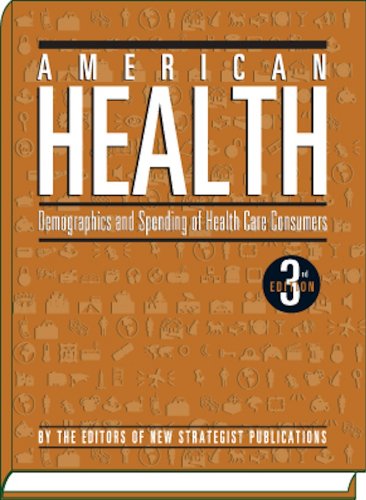 AMERICAN
HEALTH
Demographics and Spending of Health Care Consumers
3rd
EDITION
BY THE EDITORS OF NEW STRATEGIST PUBLICATIONS